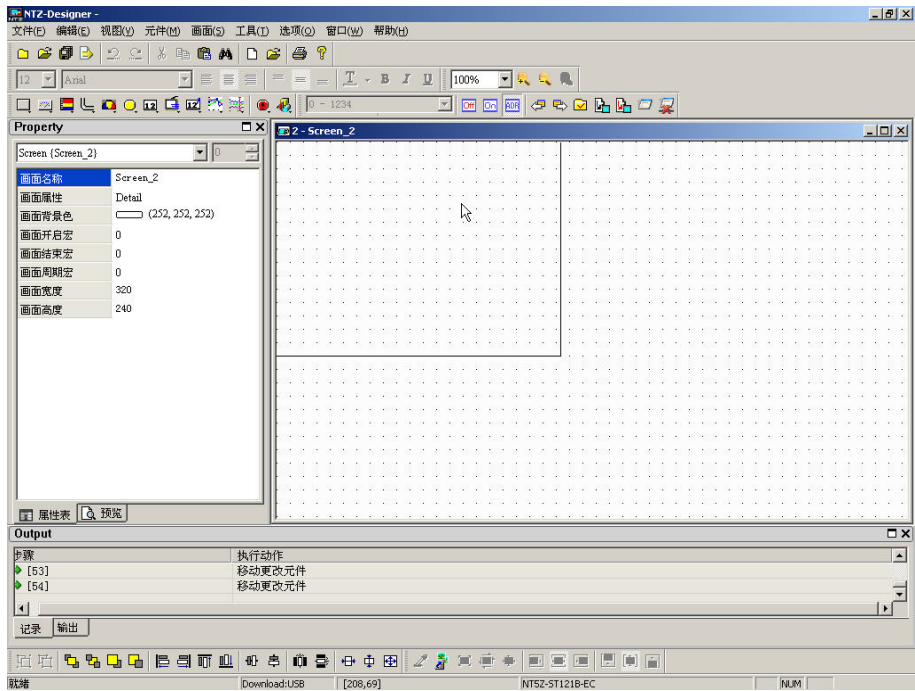 NTZ-Designer -
文件(F) 编辑(E) 视图(V) 元件(M) 画面(S) 工具(T) 选项(O) 窗口(W) 帮助(H)
12 Arial B I U 100%
0 - 1234 Off On ADR
Property
2 - Screen_2
Screen {Screen_2} 0
画面名称 Screen_2
画面属性 Detail
画面背景色 (252, 252, 252)
画面开启宏 0
画面结束宏 0
画面周期宏 0
画面宽度 320
画面高度 240
属性表 预览
Output
步骤 执行动作
[53] 移动更改元件
[54] 移动更改元件
记录 输出
就绪 Download:USB [208,69] NT5Z-ST121B-EC NUM